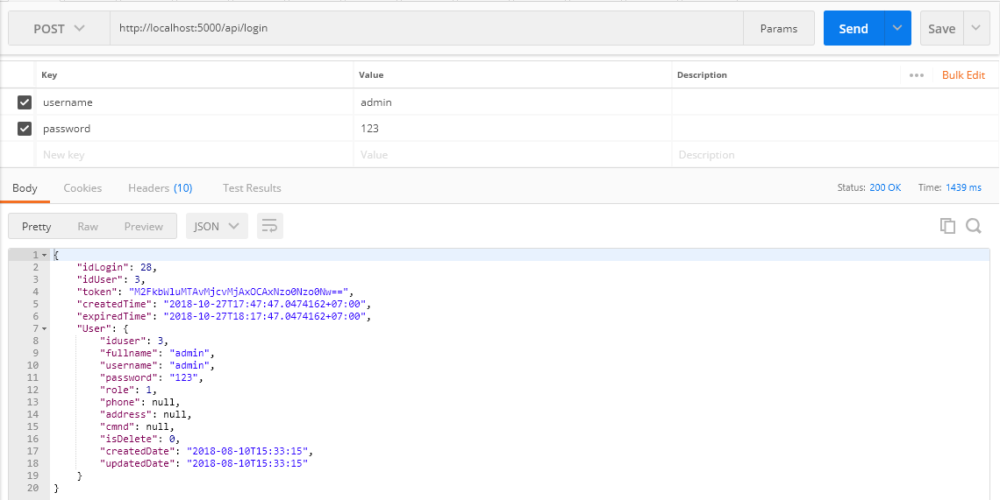 POST http://localhost:5000/api/login Params Send Save
Key Value Description ••• Bulk Edit
username admin
password 123
New key Value Description
Body Cookies Headers (10) Test Results Status: 200 OK Time: 1439 ms
Pretty Raw Preview JSON
1 {
2 "idLogin": 28,
3 "idUser": 3,
4 "token": "M2FkbWluMTAvMjcvMjAxOCAxNzo0Nzo0Nw==",
5 "createdTime": "2018-10-27T17:47:47.0474162+07:00",
6 "expiredTime": "2018-10-27T18:17:47.0474162+07:00",
7 "User": {
8 "iduser": 3,
9 "fullname": "admin",
10 "username": "admin",
11 "password": "123",
12 "role": 1,
13 "phone": null,
14 "address": null,
15 "cmnd": null,
16 "isDelete": 0,
17 "createdDate": "2018-08-10T15:33:15",
18 "updatedDate": "2018-08-10T15:33:15"
19 }
20 }